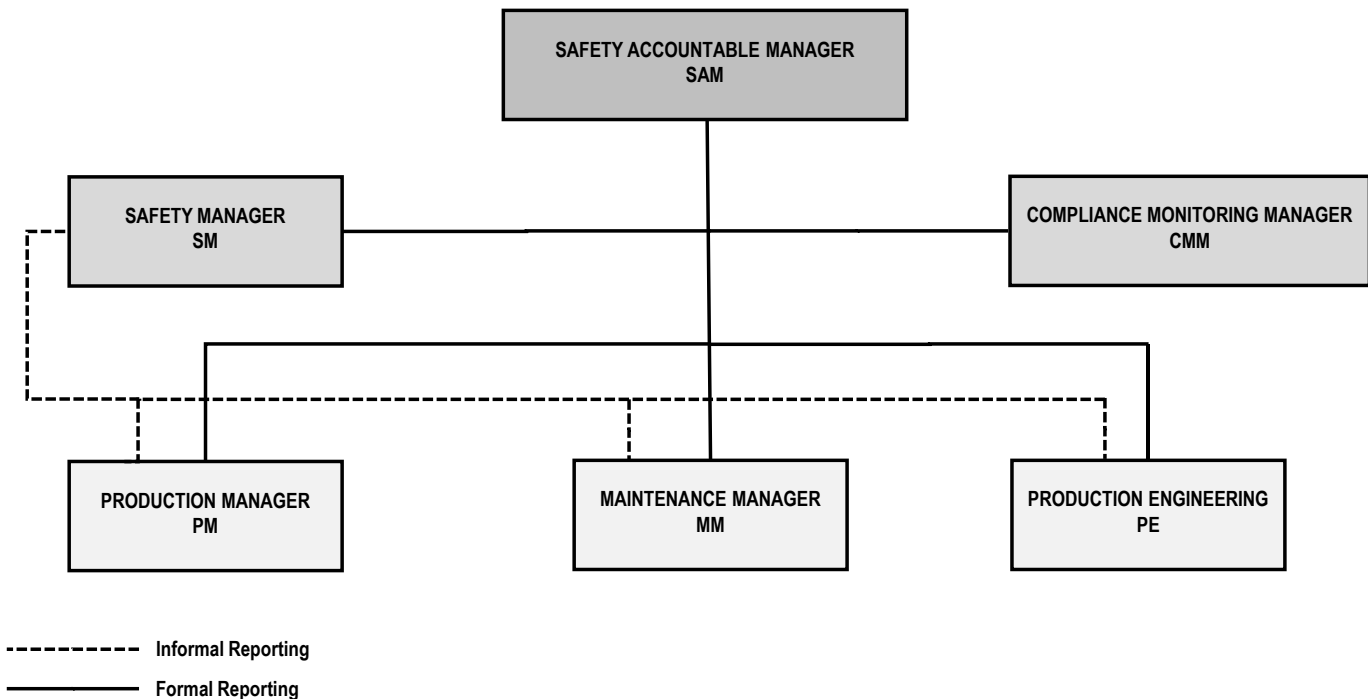 SAFETY ACCOUNTABLE MANAGER
SAM
SAFETY MANAGER
SM
COMPLIANCE MONITORING MANAGER
CMM
PRODUCTION MANAGER
PM
MAINTENANCE MANAGER
MM
PRODUCTION ENGINEERING
PE
Informal Reporting
Formal Reporting